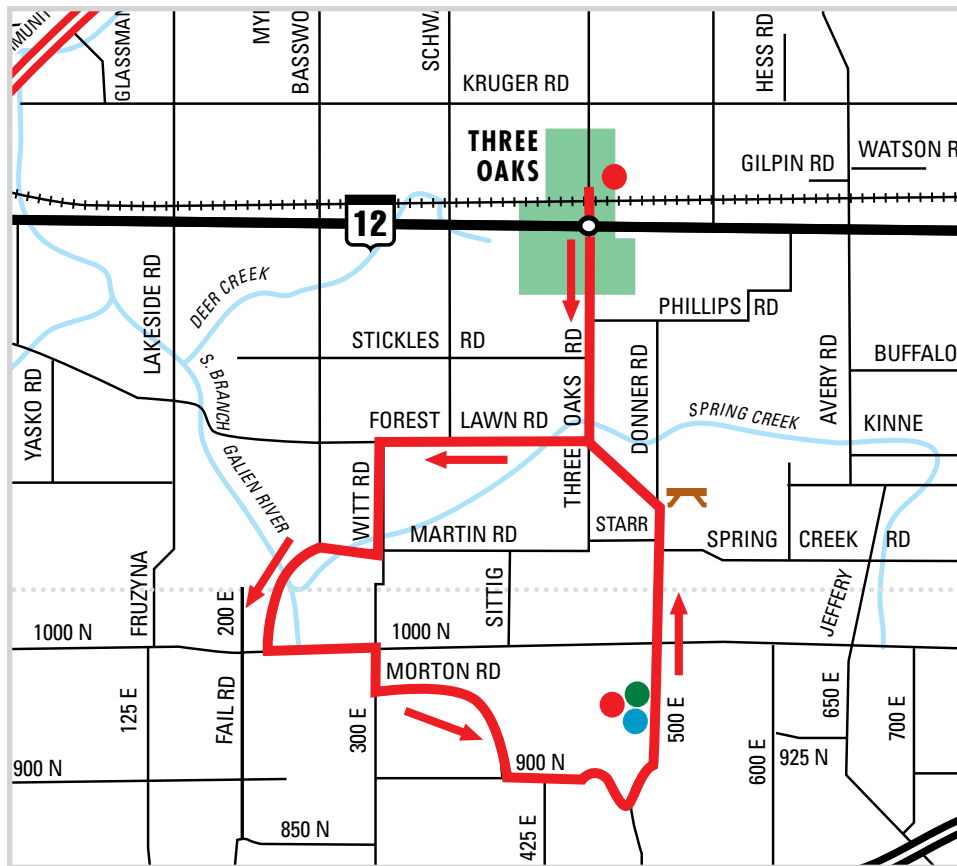 MUNIT
GLASSMAN
MY
BASSWO
SCHWA
HESS RD
KRUGER RD
THREE
OAKS
GILPIN RD
WATSON R
12
LAKESIDE RD
DEER CREEK
PHILLIPS RD
STICKLES RD
THREE OAKS RD
DONNER RD
AVERY RD
BUFFALO
YASKO RD
S. BRANCH GALIEN RIVER
FOREST LAWN RD
SPRING CREEK
KINNE
WITT RD
MARTIN RD
STARR
SPRING CREEK RD
FRUZYNA
200 E
SITTIG
JEFFERY
1000 N
1000 N
MORTON RD
125 E
FAIL RD
300 E
500 E
600 E
650 E
700 E
900 N
900 N
925 N
850 N
425 E